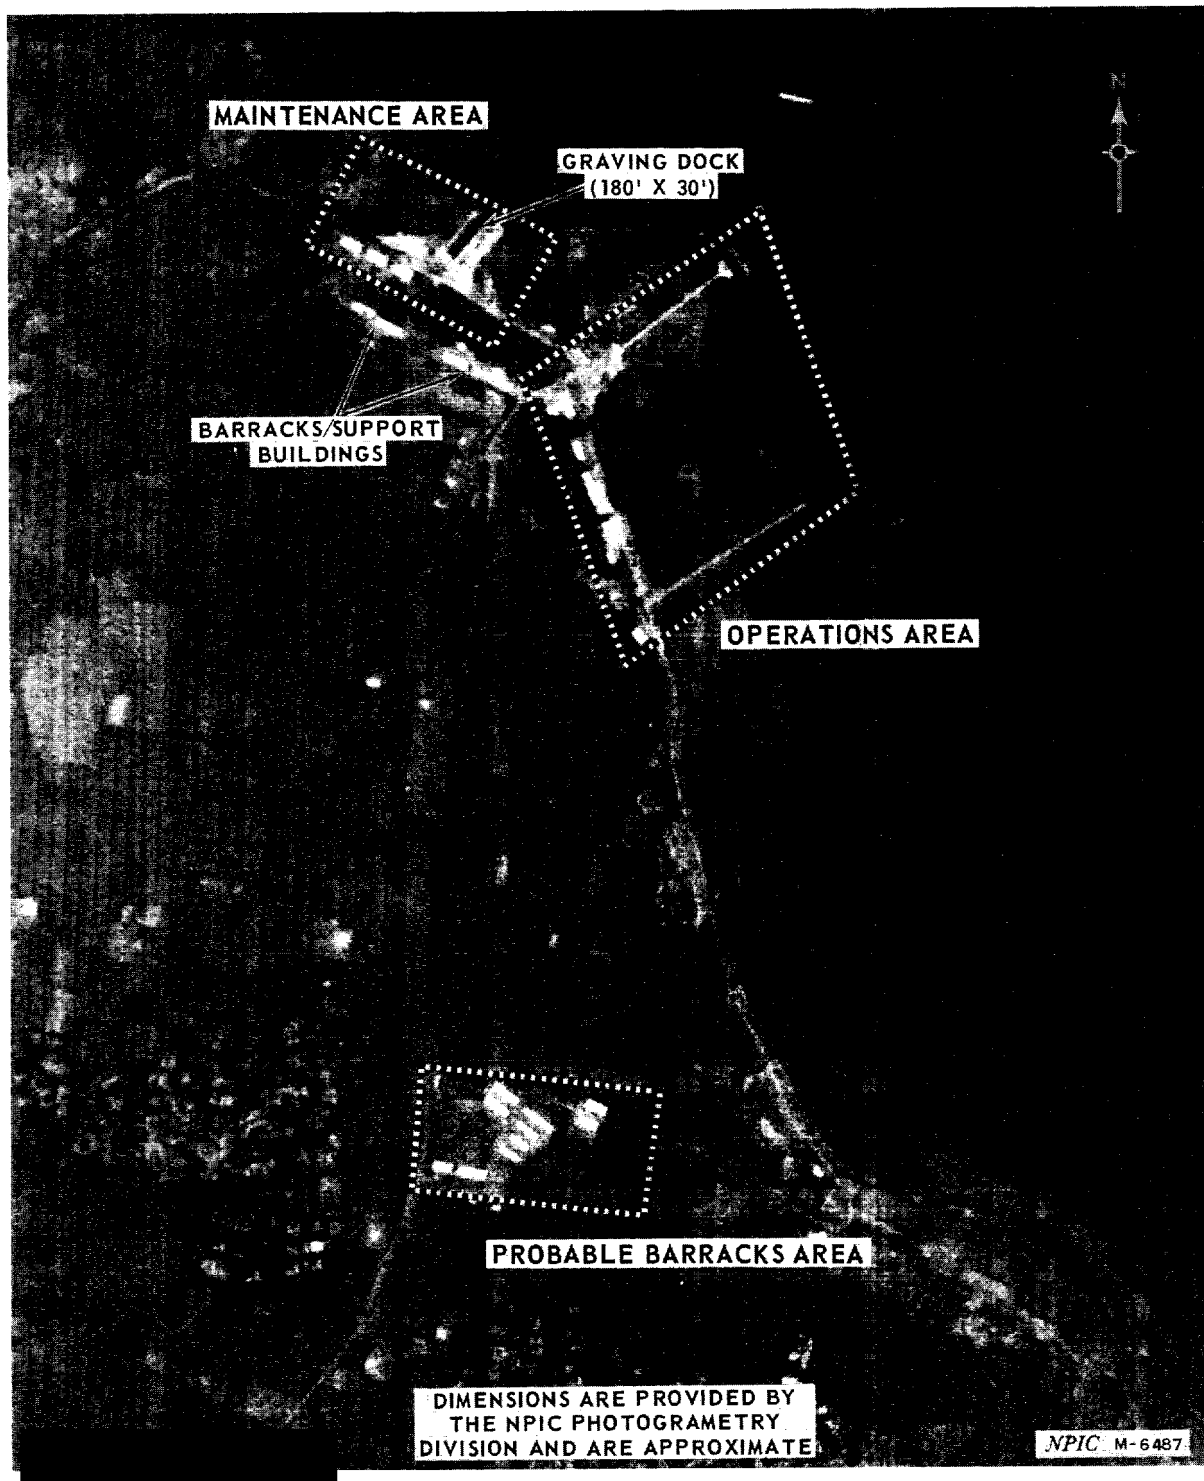 N
MAINTENANCE AREA
GRAVING DOCK
(180' X 30')
BARRACKS/SUPPORT
BUILDINGS
OPERATIONS AREA
PROBABLE BARRACKS AREA
DIMENSIONS ARE PROVIDED BY
THE NPIC PHOTOGRAMETRY
DIVISION AND ARE APPROXIMATE
NPIC M-6487